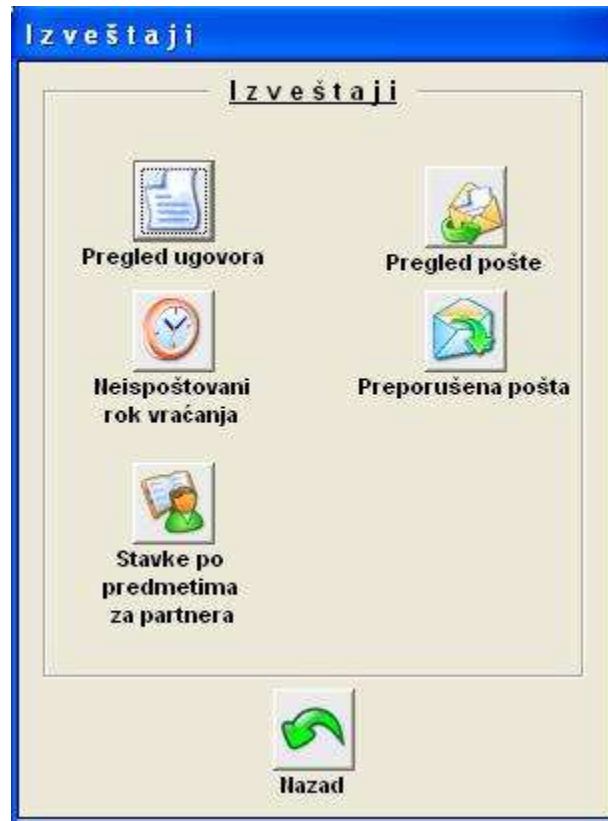 Izveštaji
Izveštaji
Pregled ugovora
Pregled pošte
Neispoštovani
rok vraćanja
Preporušena pošta
Stavke po
predmetima
za partnera
Nazad